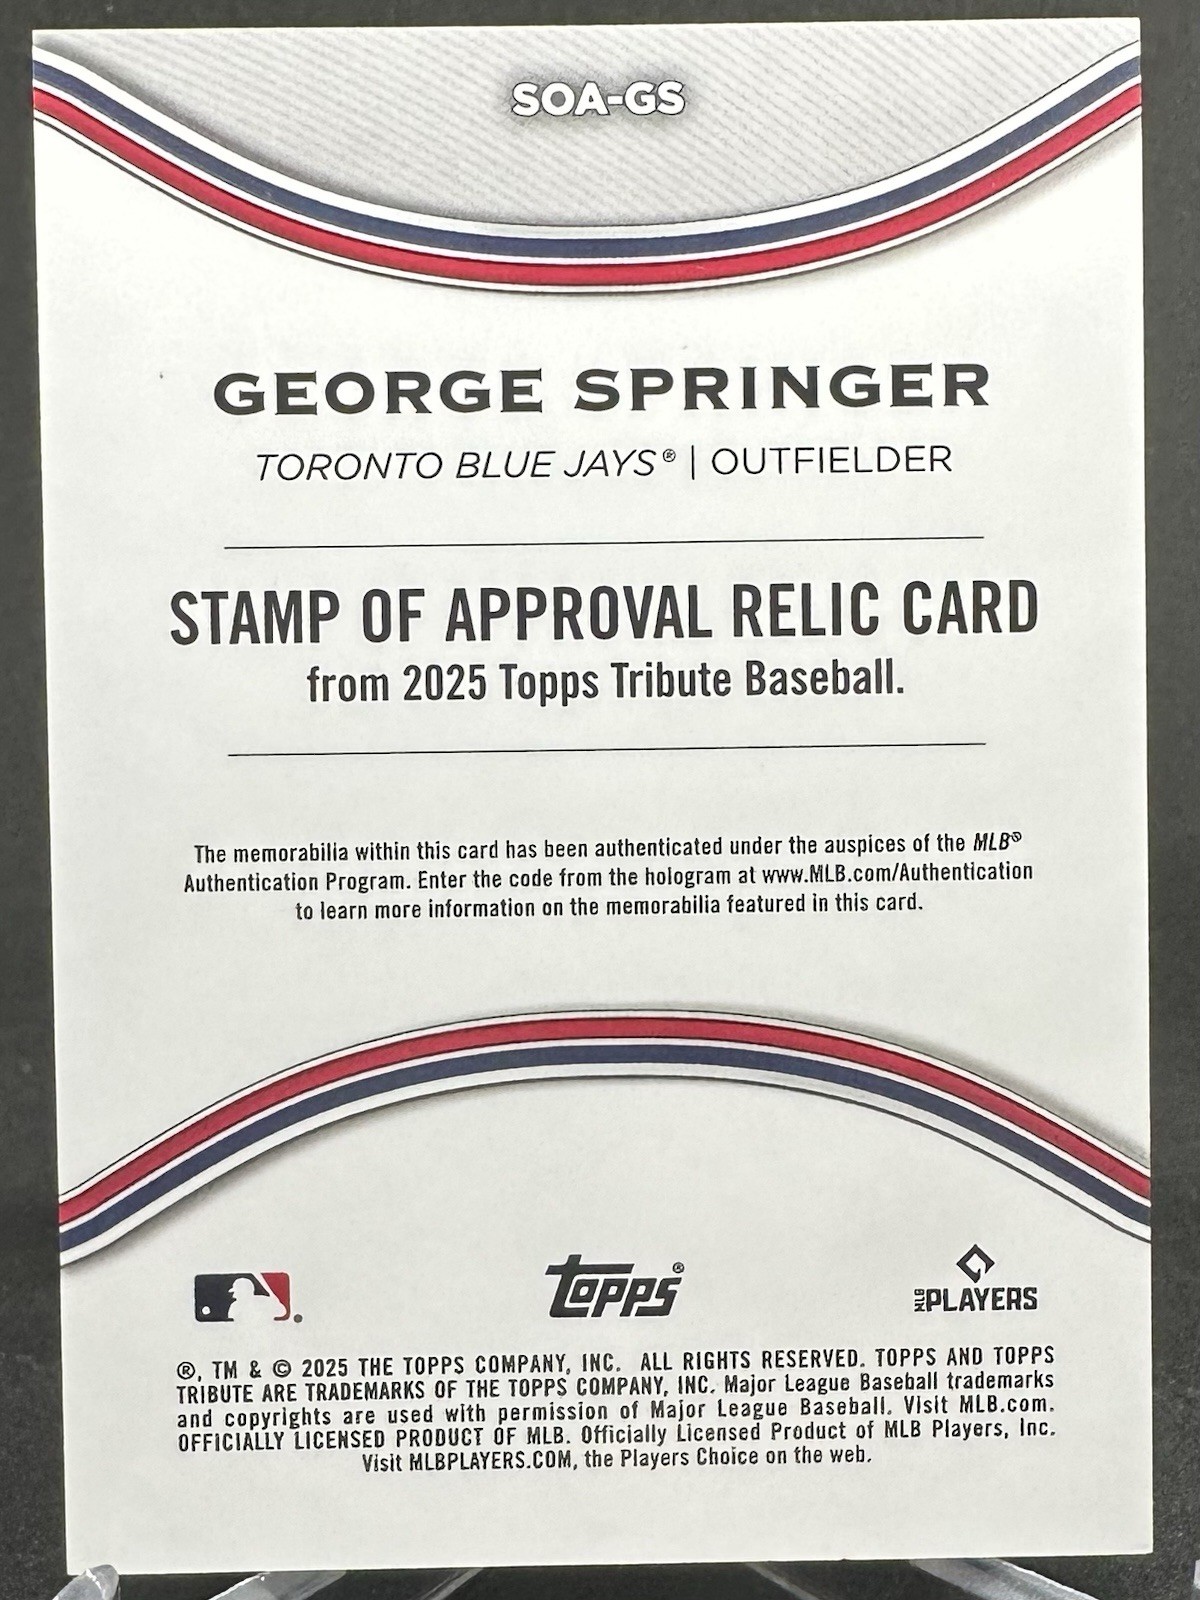 SOA-GS
GEORGE SPRINGER
TORONTO BLUE JAYS® | OUTFIELDER
STAMP OF APPROVAL RELIC CARD
from 2025 Topps Tribute Baseball.
The memorabilia within this card has been authenticated under the auspices of the MLB®
Authentication Program. Enter the code from the hologram at www.MLB.com/Authentication
to learn more information on the memorabilia featured in this card.
topps®
MLB PLAYERS
®, TM & © 2025 THE TOPPS COMPANY, INC. ALL RIGHTS RESERVED. TOPPS AND TOPPS
TRIBUTE ARE TRADEMARKS OF THE TOPPS COMPANY, INC. Major League Baseball trademarks
and copyrights are used with permission of Major League Baseball. Visit MLB.com.
OFFICIALLY LICENSED PRODUCT OF MLB. Officially Licensed Product of MLB Players, Inc.
Visit MLBPLAYERS.COM, the Players Choice on the web.